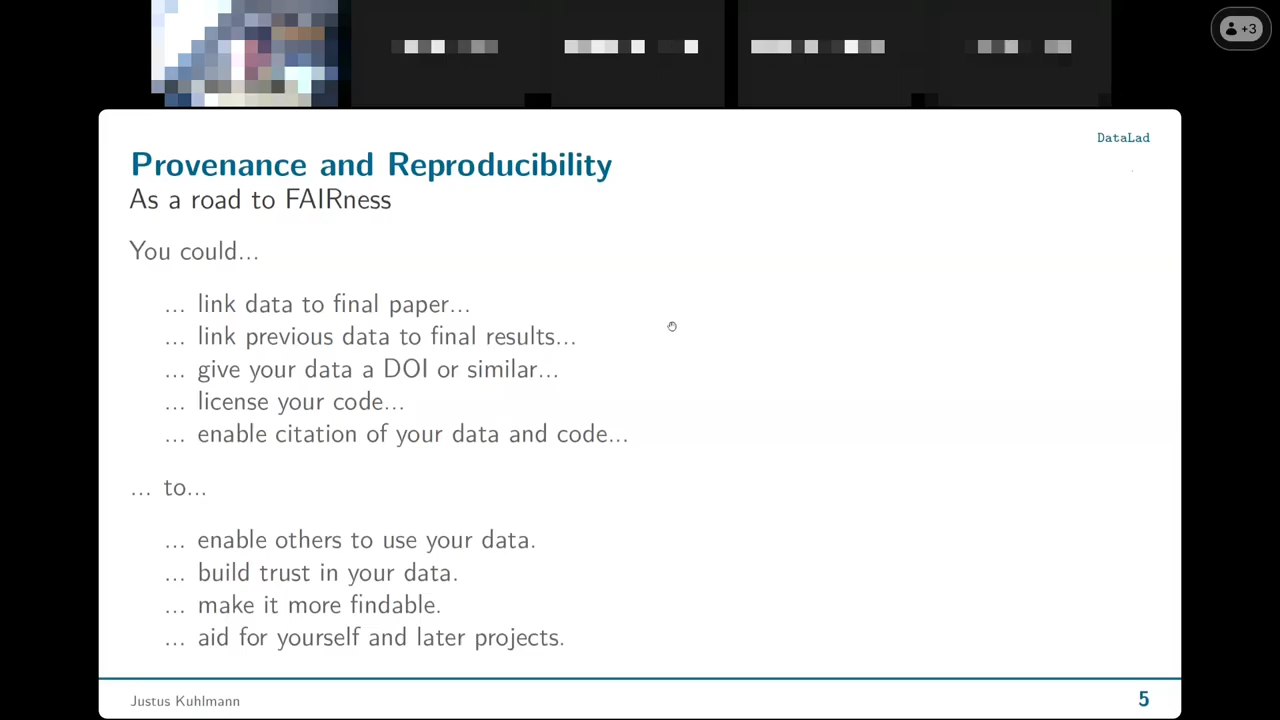 +3
DataLad
Provenance and Reproducibility
As a road to FAIRness
You could...
... link data to final paper...
... link previous data to final results...
... give your data a DOI or similar...
... license your code...
... enable citation of your data and code...
... to...
... enable others to use your data.
... build trust in your data.
... make it more findable.
... aid for yourself and later projects.
Justus Kuhlmann
5